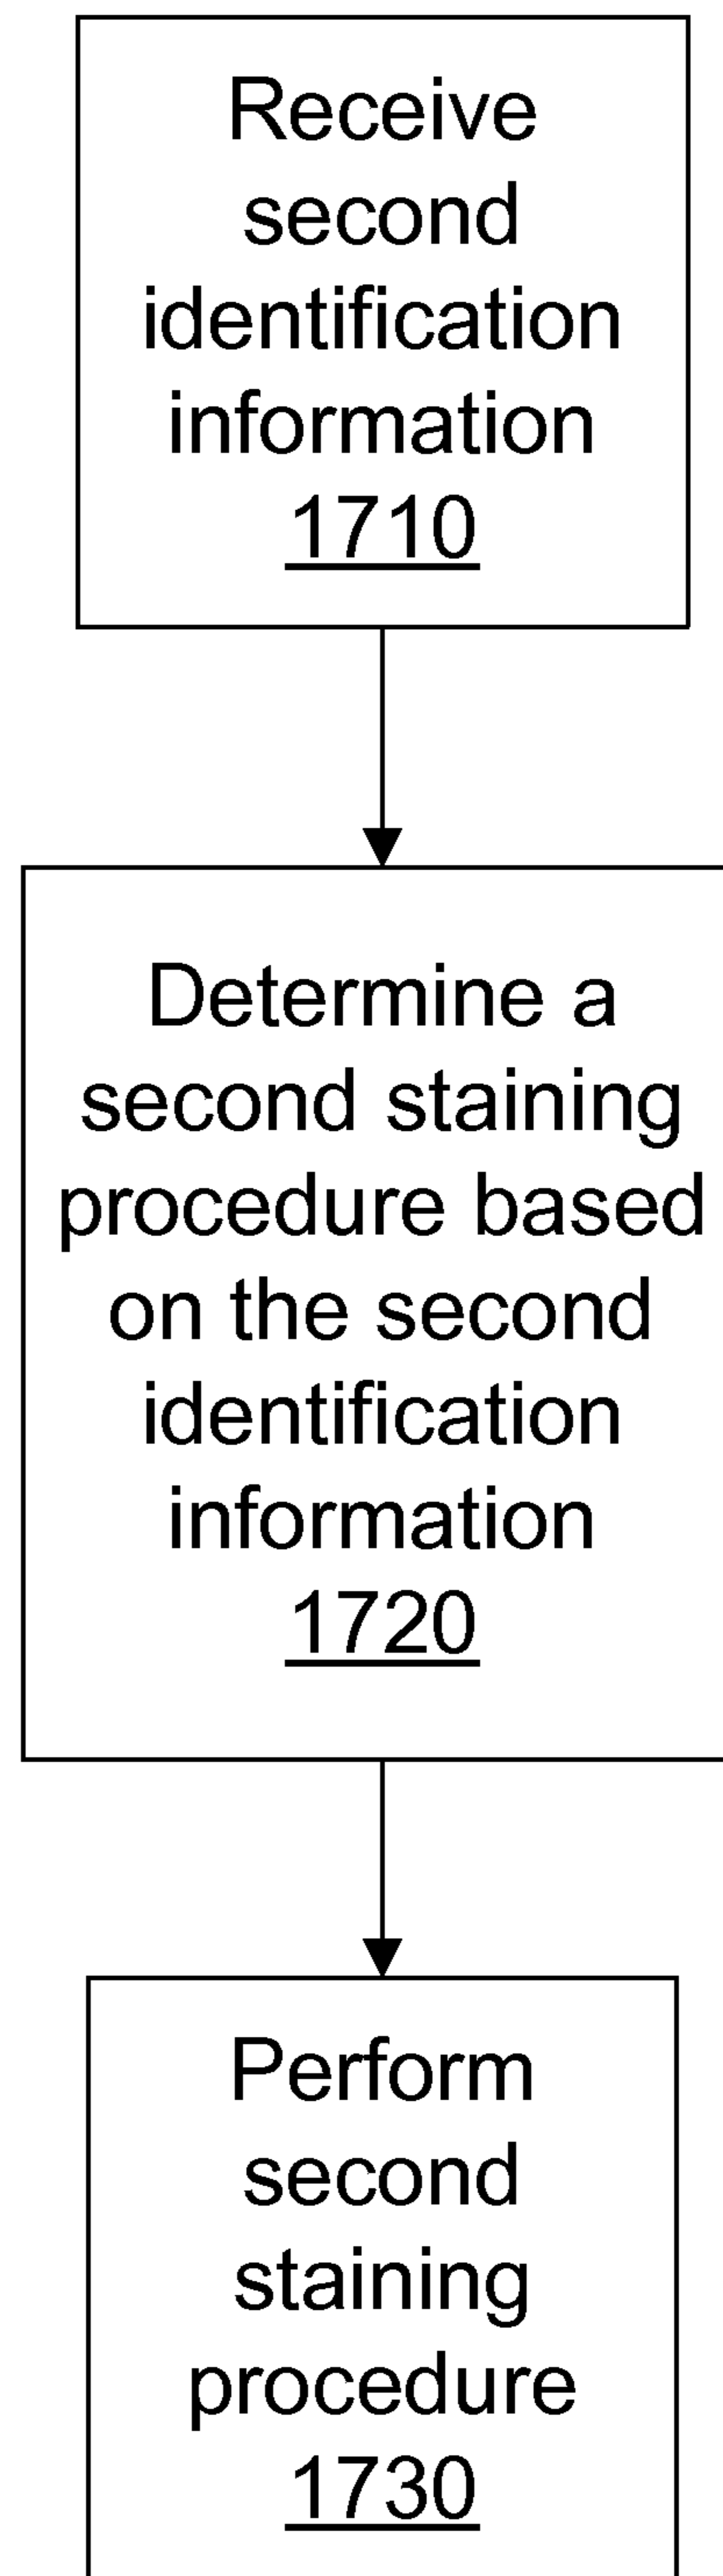 Receive
second
identification
information
1710
Determine a
second staining
procedure based
on the second
identification
information
1720
Perform
second
staining
procedure
1730